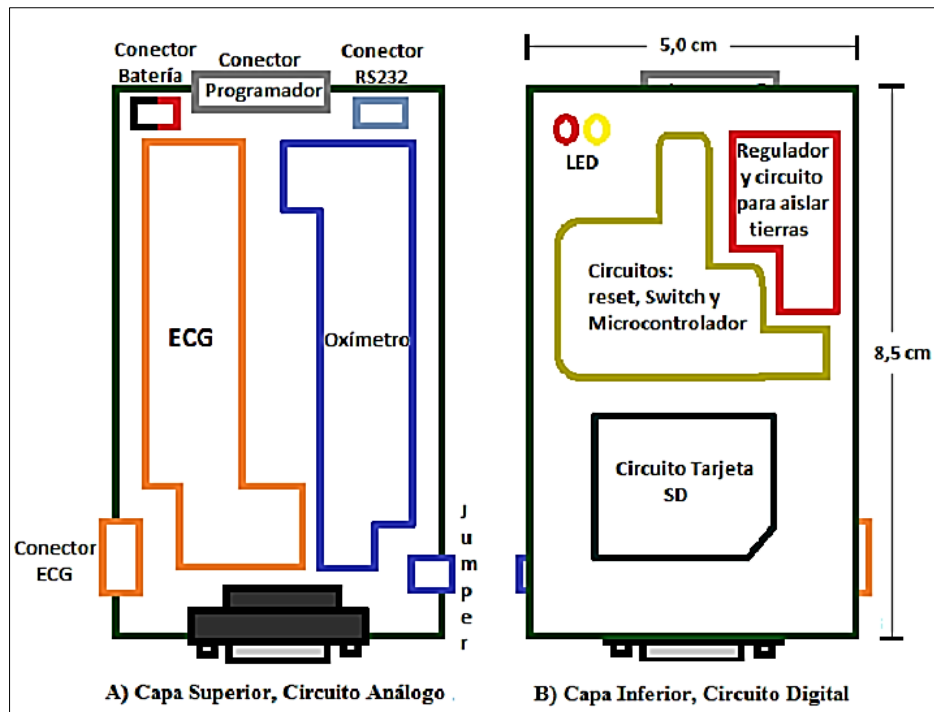 Conector
Batería
Conector
Programador
Conector
RS232
ECG
Oxímetro
Conector
ECG
J
u
m
p
e
r
A) Capa Superior, Circuito Análogo .
5,0 cm
LED
Regulador
y circuito
para aislar
tierras
Circuitos:
reset, Switch y
Microcontrolador
8,5 cm
Circuito Tarjeta
SD
B) Capa Inferior, Circuito Digital